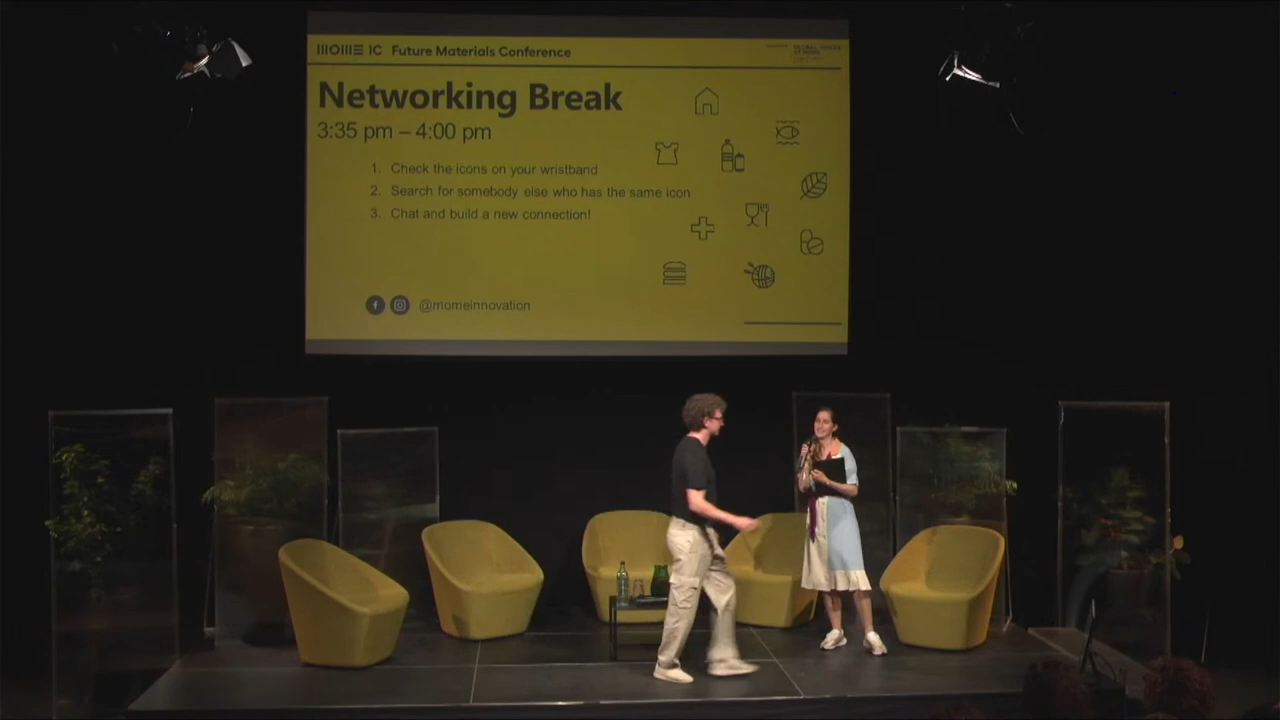 MOME IC Future Materials Conference
Networking Break
3:35 pm – 4:00 pm
1. Check the icons on your wristband
2. Search for somebody else who has the same icon
3. Chat and build a new connection!
@momeinnovation